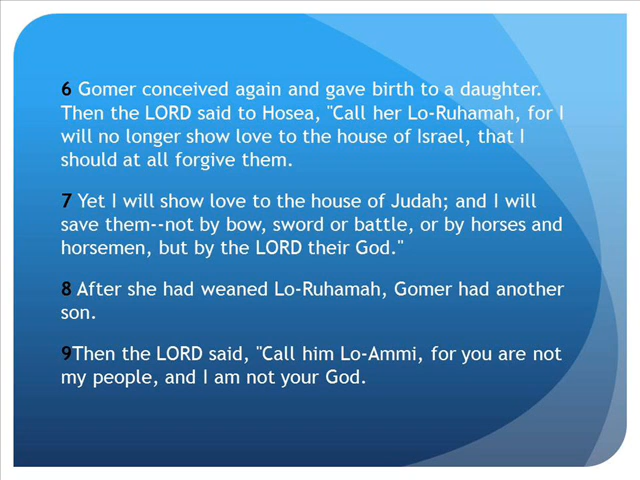 6 Gomer conceived again and gave birth to a daughter.
Then the LORD said to Hosea, "Call her Lo-Ruhamah, for I
will no longer show love to the house of Israel, that I
should at all forgive them.
7 Yet I will show love to the house of Judah; and I will
save them--not by bow, sword or battle, or by horses and
horsemen, but by the LORD their God."
8 After she had weaned Lo-Ruhamah, Gomer had another
son.
9Then the LORD said, "Call him Lo-Ammi, for you are not
my people, and I am not your God.